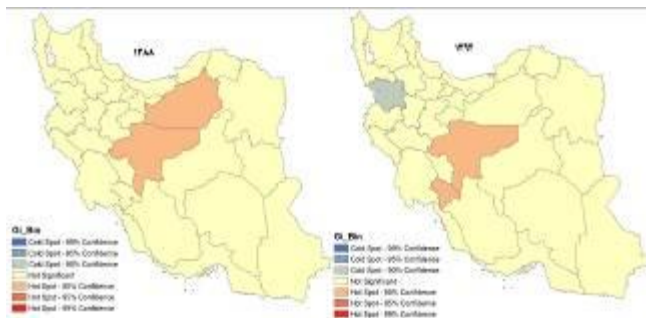 ۱۳۸۸
Gi_Bin
Cold Spot - 99% Confidence
Cold Spot - 95% Confidence
Cold Spot - 90% Confidence
Not Significant
Hot Spot - 90% Confidence
Hot Spot - 95% Confidence
Hot Spot - 99% Confidence
Gi_Bin
Cold Spot - 99% Confidence
Cold Spot - 95% Confidence
Cold Spot - 90% Confidence
Not Significant
Hot Spot - 90% Confidence
Hot Spot - 95% Confidence
Hot Spot - 99% Confidence